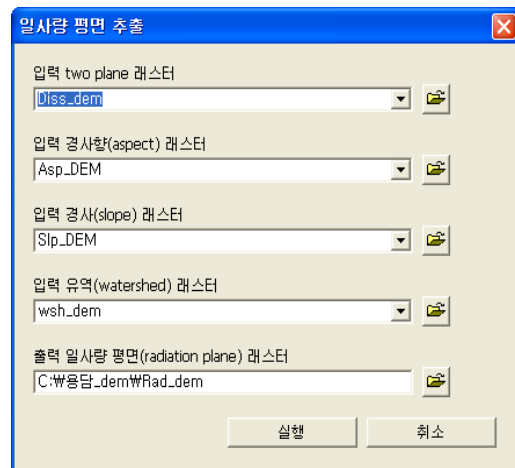 일사량 평면 추출
입력 two plane 래스터
Diss_dem
입력 경사향(aspect) 래스터
Asp_DEM
입력 경사(slope) 래스터
Slp_DEM
입력 유역(watershed) 래스터
wsh_dem
출력 일사량 평면(radiation plane) 래스터
C:₩용담_dem₩Rad_dem
실행 취소